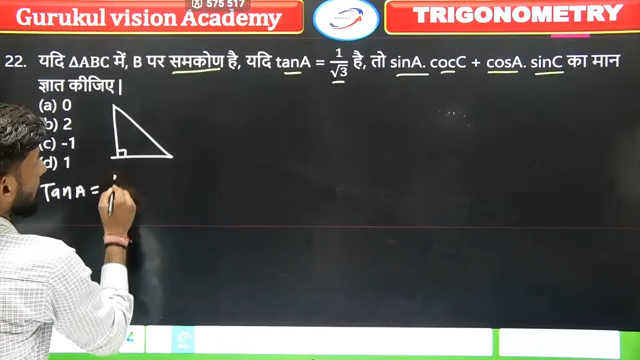 575 517
Gurukul vision Academy
TRIGONOMETRY
22. यदि ΔABC में, B पर समकोण है, यदि tanA = 1/√3 है, तो sinA. cocC + cosA. sinC का मान
ज्ञात कीजिए |
(a) 0
(b) 2
(c) -1
(d) 1
TanA =